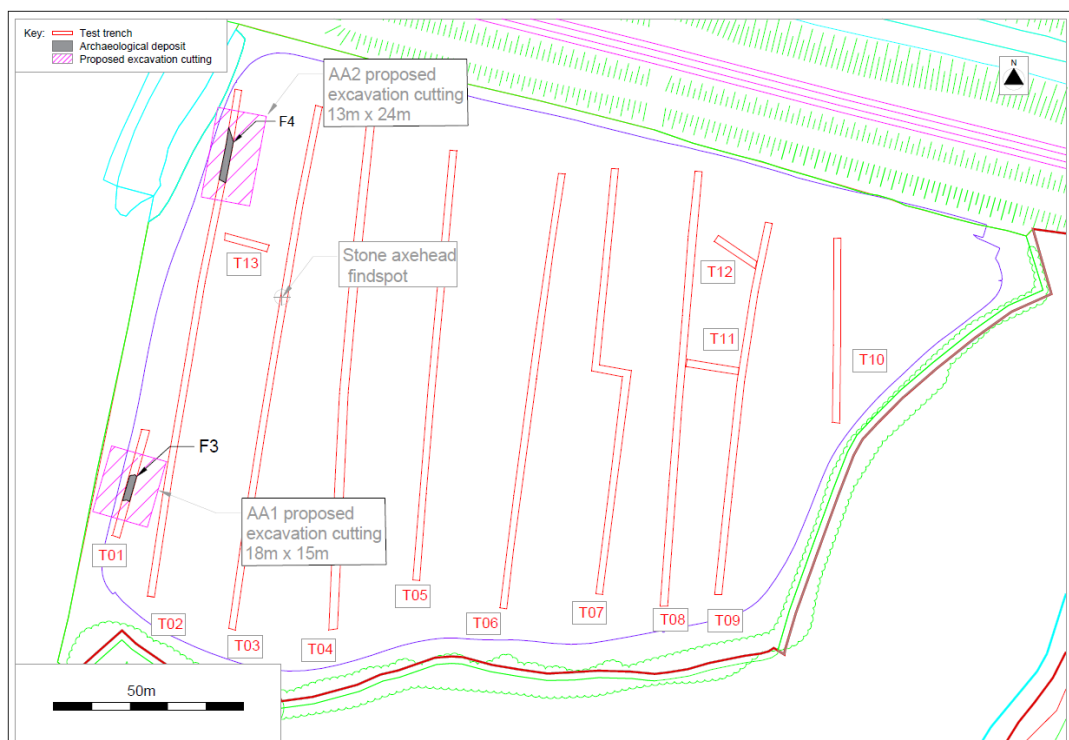 Key:
Test trench
Archaeological deposit
Proposed excavation cutting
N
AA2 proposed
excavation cutting
13m x 24m
F4
T13
Stone axehead
findspot
T12
T11
T10
F3
AA1 proposed
excavation cutting
18m x 15m
T01
T02
T03
T04
T05
T06
T07
T08
T09
50m